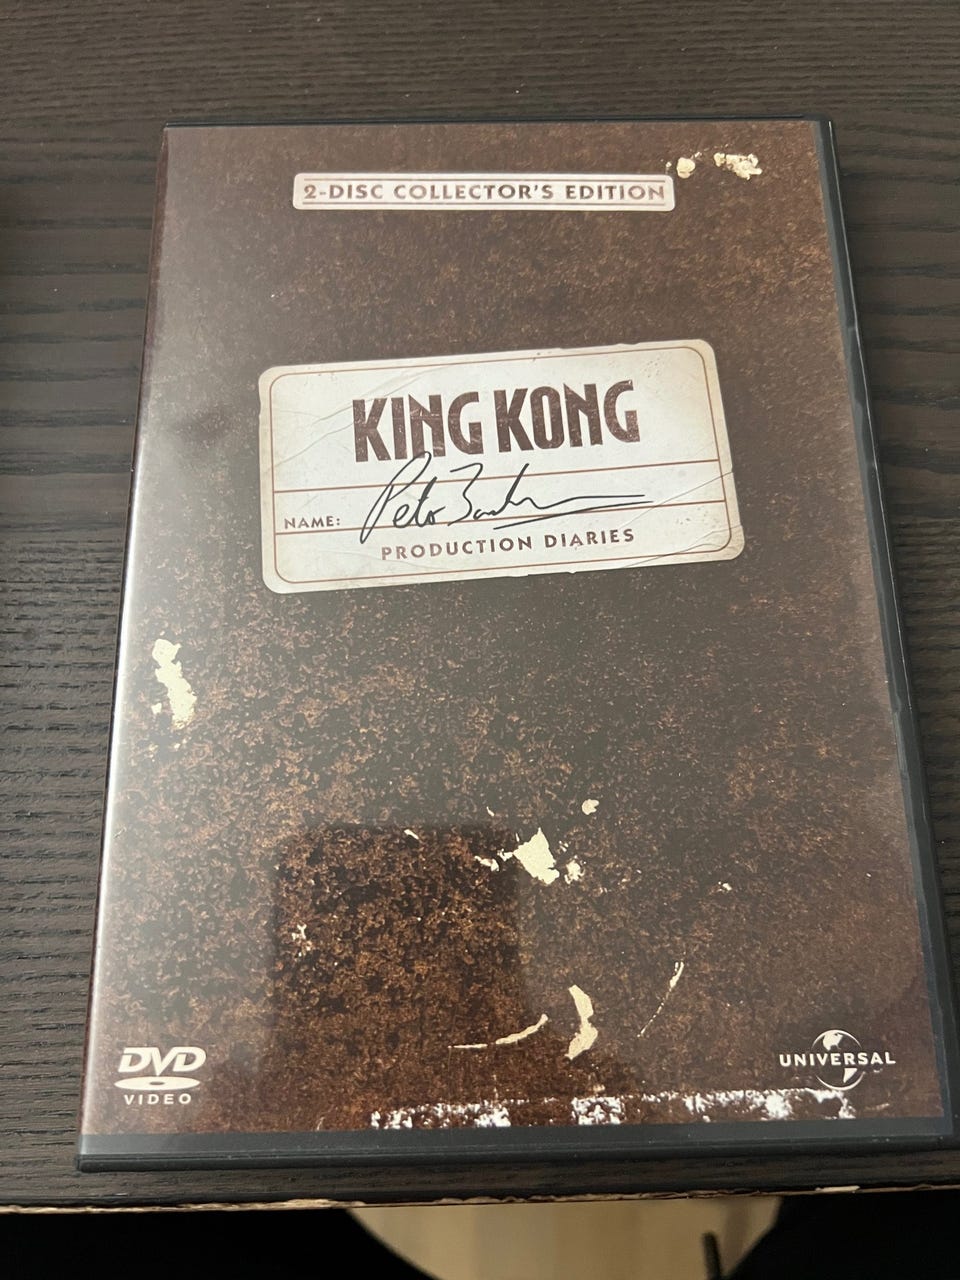 2-DISC COLLECTOR'S EDITION
KING KONG
NAME:
PRODUCTION DIARIES
DVD
VIDEO
UNIVERSAL